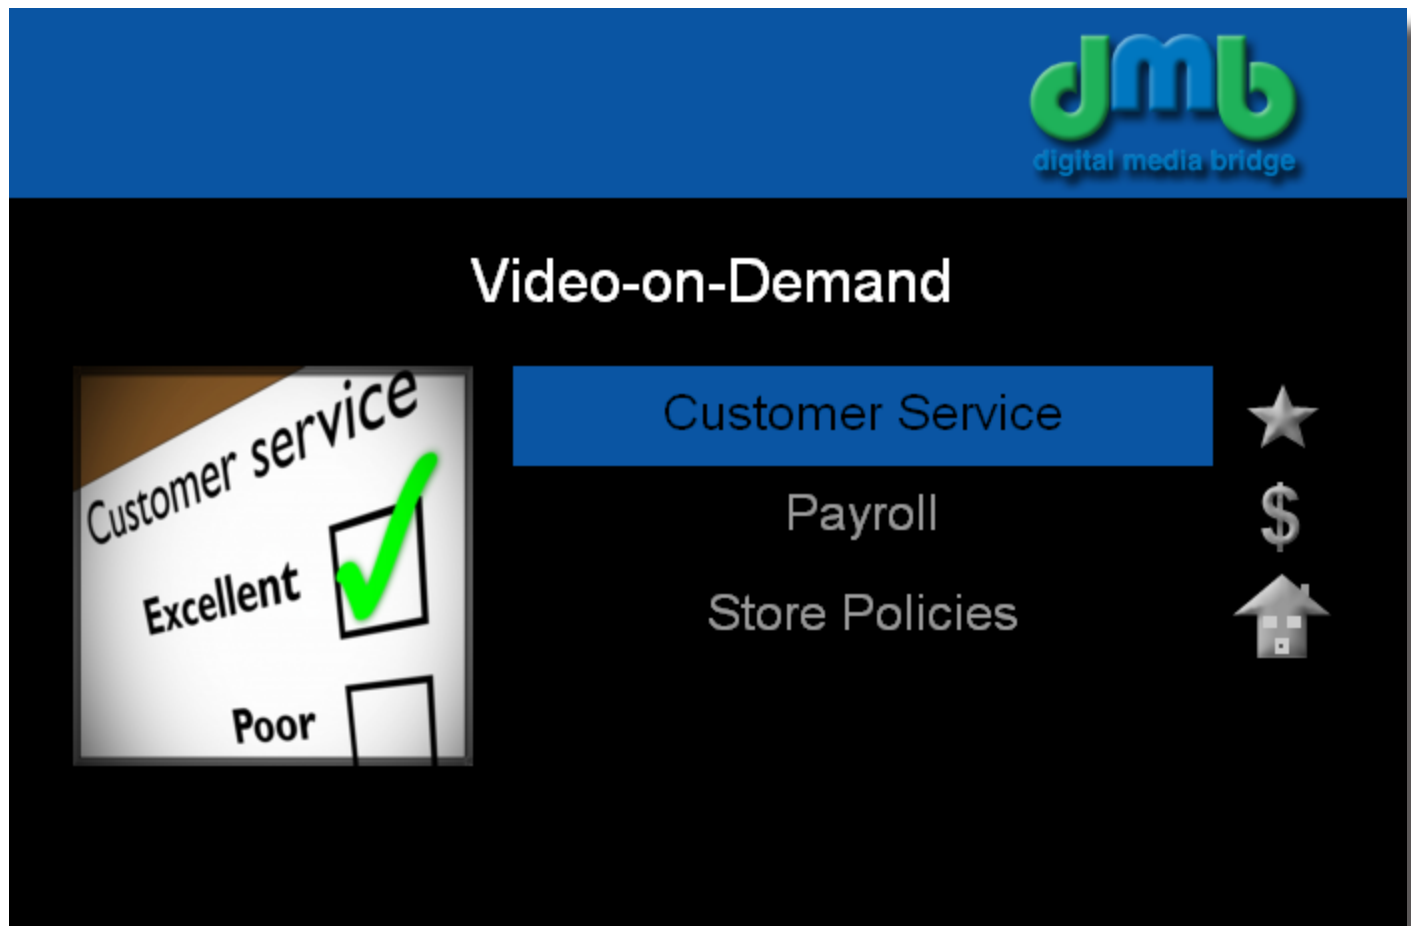 dmb
digital media bridge
Video-on-Demand
Customer service
Excellent
Poor
Customer Service
Payroll
$
Store Policies